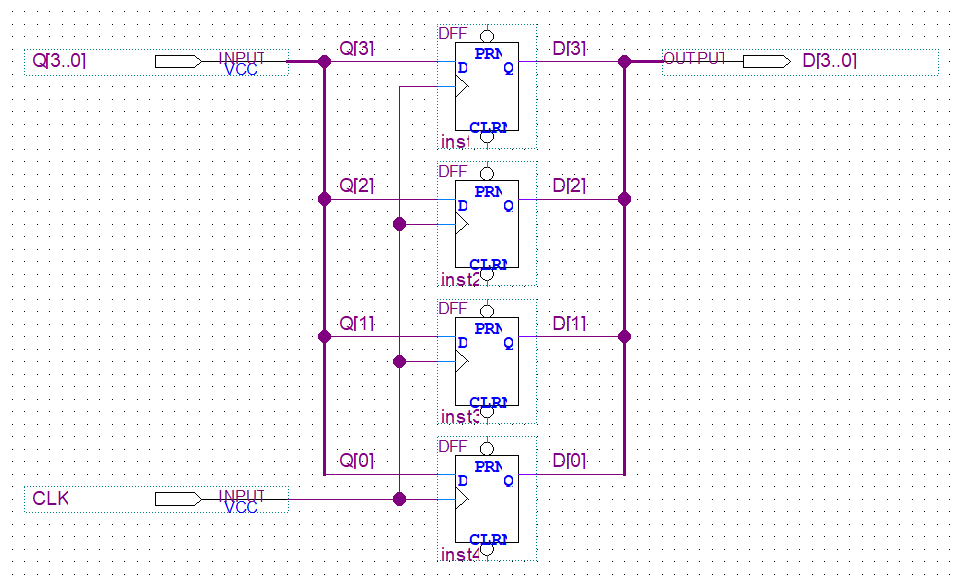 DFF
Q[3]
D[3]
PRN
Q[3..0]
INPUT
VCC
D
Q
OUTPUT
D[3..0]
CLRN
inst
DFF
Q[2]
D[2]
PRN
D
Q
CLRN
inst2
DFF
Q[1]
D[1]
PRN
D
Q
CLRN
inst3
DFF
Q[0]
D[0]
PRN
D
Q
CLK
INPUT
VCC
CLRN
inst4